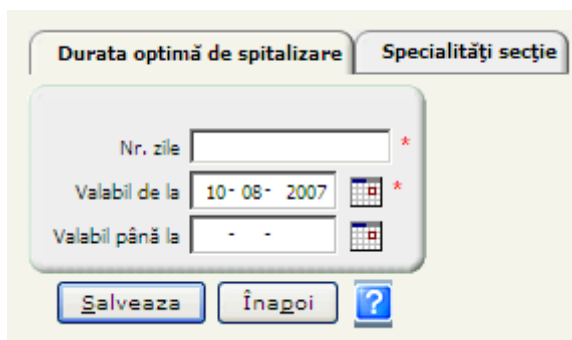 Durata optimă de spitalizare Specialități secție
Nr. zile *
Valabil de la 10- 08- 2007 *
Valabil până la - -
Salveaza Înapoi ?